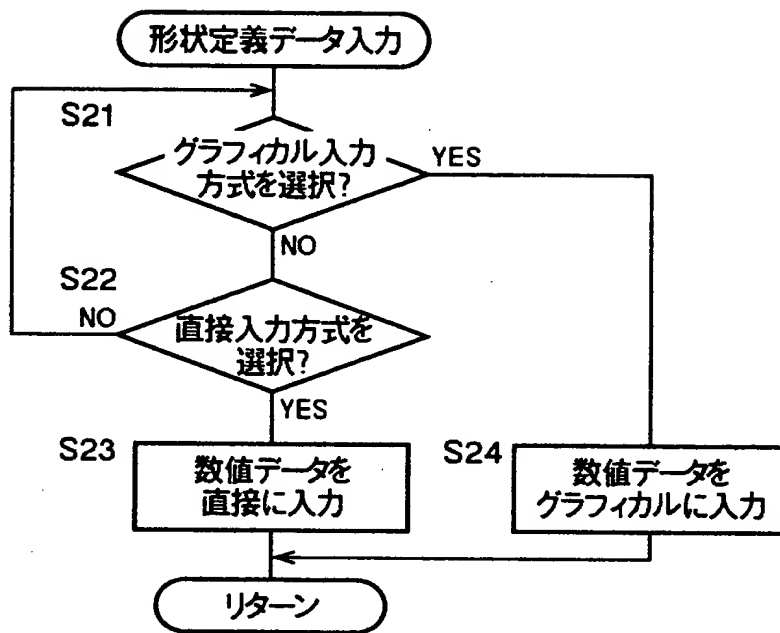 形状定義データ入力
S21
グラフィカル入力
方式を選択?
YES
NO
S22
NO
直接入力方式を
選択?
YES
S23
数値データを
直接に入力
S24
数値データを
グラフィカルに入力
リターン